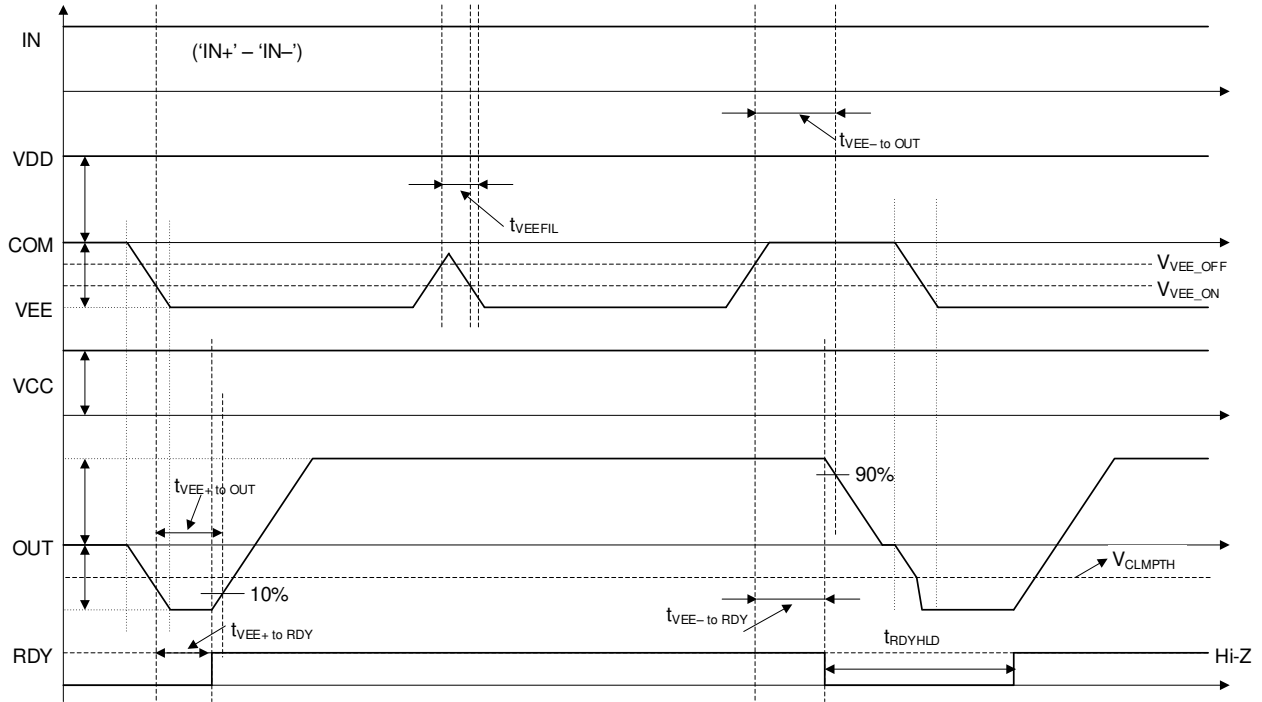 IN
('IN+' – 'IN–')
tVEE– to OUT
VDD
tVEEFIL
COM
VVEE_OFF
VVEE_ON
VEE
VCC
90%
tVEE+ to OUT
OUT
VCLMPTH
10%
tVEE– to RDY
tVEE+ to RDY
tRDYHLD
RDY
Hi-Z